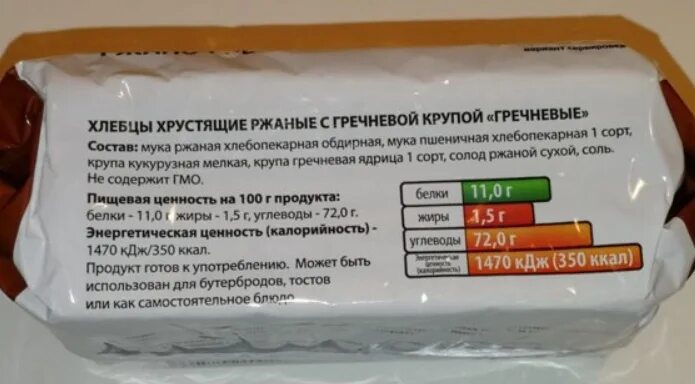 вариант сервировки
ХЛЕБЦЫ ХРУСТЯЩИЕ РЖАНЫЕ С ГРЕЧНЕВОЙ КРУПОЙ «ГРЕЧНЕВЫЕ»
Состав: мука ржаная хлебопекарная обдирная, мука пшеничная хлебопекарная 1 сорт,
крупа кукурузная мелкая, крупа гречневая ядрица 1 сорт, солод ржаной сухой, соль.
Не содержит ГМО.
Пищевая ценность на 100 г продукта:
белки - 11,0 г, жиры - 1,5 г, углеводы - 72,0 г.
Энергетическая ценность (калорийность) -
1470 кДж/350 ккал.
Продукт готов к употреблению. Может быть
использован для бутербродов, тостов
или как самостоятельное блюдо
белки 11,0 г
жиры 1,5 г
углеводы 72,0 г
Энергетическая
ценность
(калорийность)
1470 кДж (350 ккал)